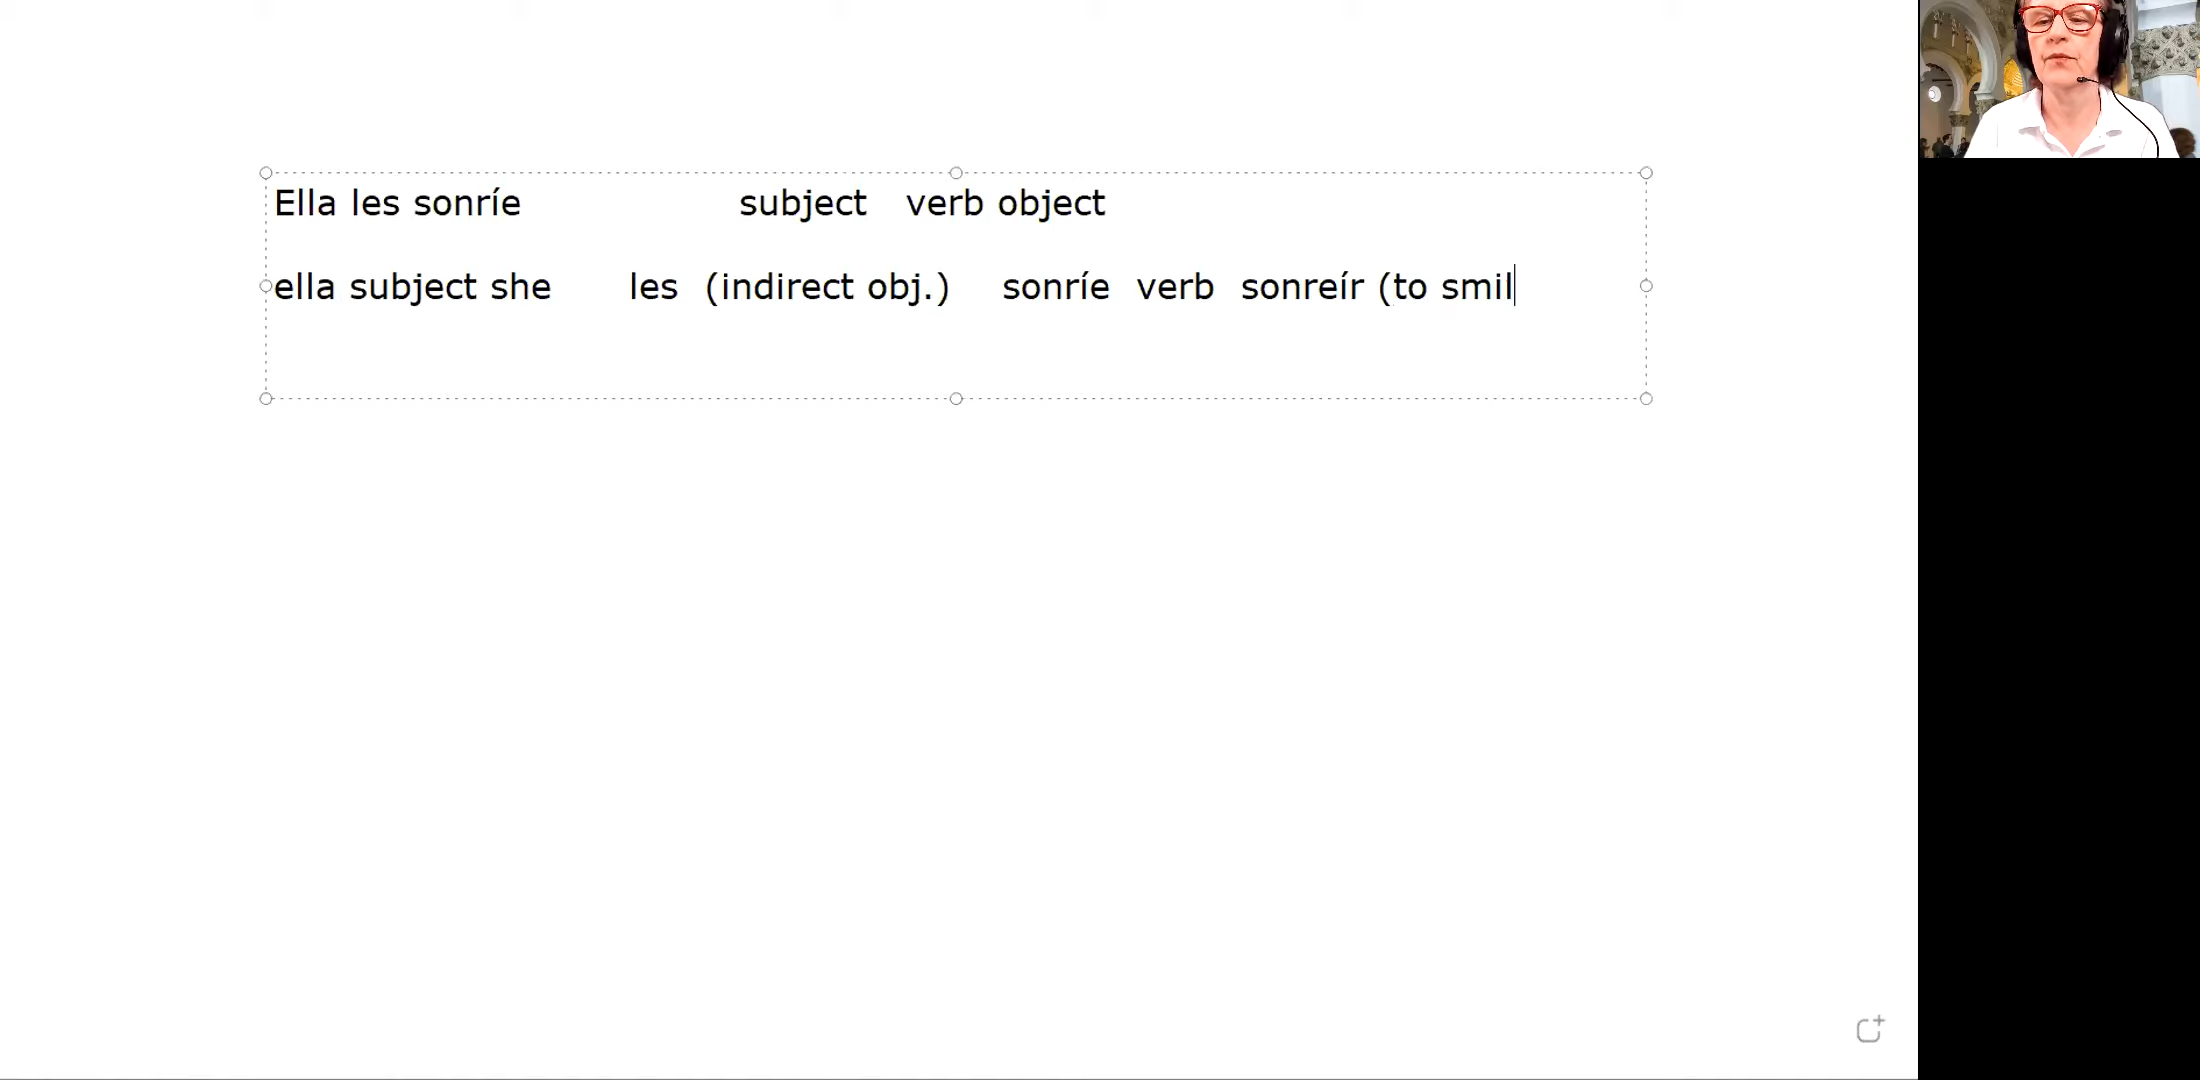 Ella les sonríe subject verb object
ella subject she les (indirect obj.) sonríe verb sonreír (to smil